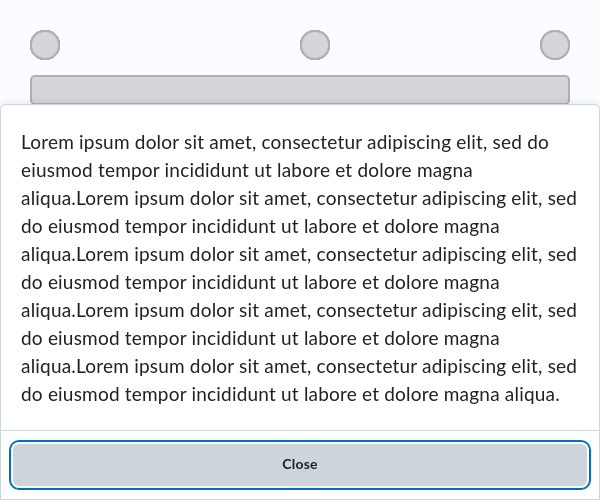 Lorem ipsum dolor sit amet, consectetur adipiscing elit, sed do
eiusmod tempor incididunt ut labore et dolore magna
aliqua.Lorem ipsum dolor sit amet, consectetur adipiscing elit, sed
do eiusmod tempor incididunt ut labore et dolore magna
aliqua.Lorem ipsum dolor sit amet, consectetur adipiscing elit, sed
do eiusmod tempor incididunt ut labore et dolore magna
aliqua.Lorem ipsum dolor sit amet, consectetur adipiscing elit, sed
do eiusmod tempor incididunt ut labore et dolore magna
aliqua.Lorem ipsum dolor sit amet, consectetur adipiscing elit, sed
do eiusmod tempor incididunt ut labore et dolore magna aliqua.
Close